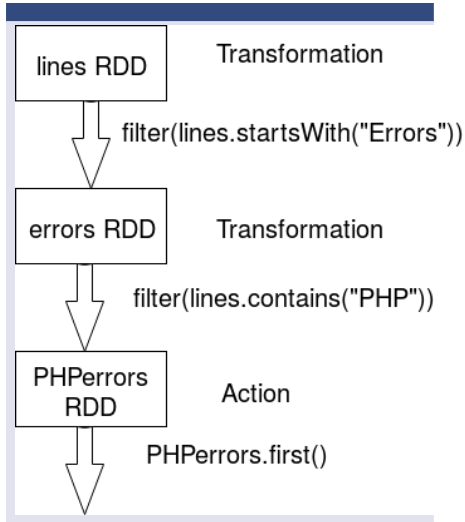 lines RDD
Transformation
filter(lines.startsWith("Errors"))
errors RDD
Transformation
filter(lines.contains("PHP"))
PHPerrors
RDD
Action
PHPerrors.first()